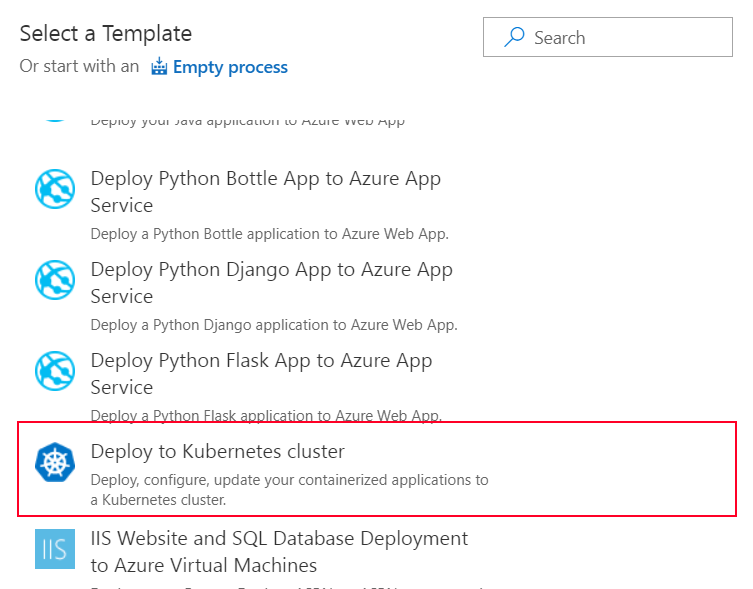 Select a Template
Search
Or start with an Empty process
Deploy your Java application to Azure Web App
Deploy Python Bottle App to Azure App
Service
Deploy a Python Bottle application to Azure Web App.
Deploy Python Django App to Azure App
Service
Deploy a Python Django application to Azure Web App.
Deploy Python Flask App to Azure App
Service
Deploy a Python Flask application to Azure Web App.
Deploy to Kubernetes cluster
Deploy, configure, update your containerized applications to
a Kubernetes cluster.
IIS
IIS Website and SQL Database Deployment
to Azure Virtual Machines